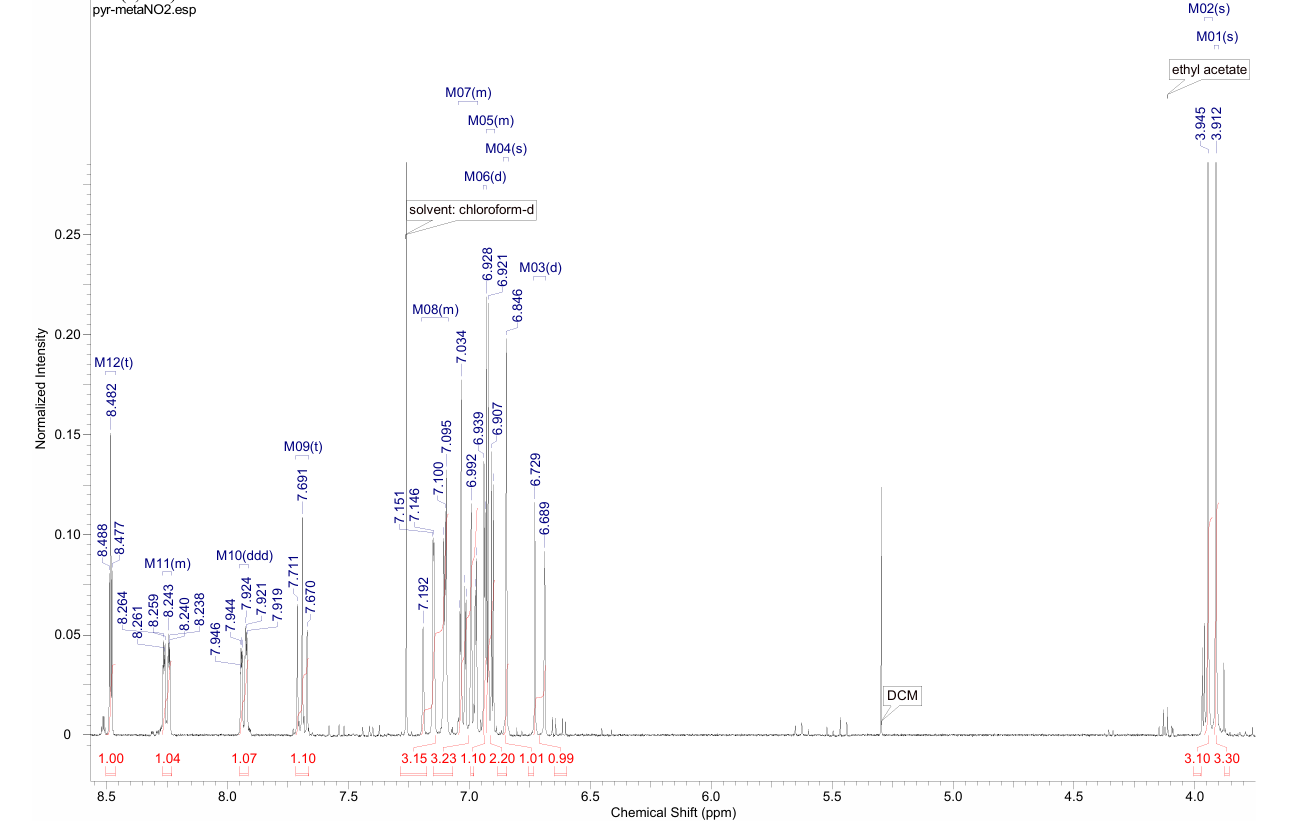 pyr-metaNO2.esp
M02(s)
M01(s)
ethyl acetate
M07(m)
M05(m)
M04(s)
M06(d)
solvent: chloroform-d
M03(d)
M08(m)
M12(t)
M09(t)
M10(ddd)
M11(m)
DCM
8.488
8.482
8.477
8.264
8.261
8.259
8.243
8.240
8.238
7.946
7.944
7.924
7.921
7.919
7.711
7.691
7.670
7.192
7.151
7.146
7.100
7.095
7.034
6.992
6.939
6.928
6.921
6.907
6.846
6.729
6.689
3.945
3.912
Normalized Intensity
0.25
0.20
0.15
0.10
0.05
0
1.00 1.04 1.07 1.10 3.15 3.23 1.10 2.20 1.01 0.99 3.10 3.30
8.5 8.0 7.5 7.0 6.5 6.0 5.5 5.0 4.5 4.0
Chemical Shift (ppm)